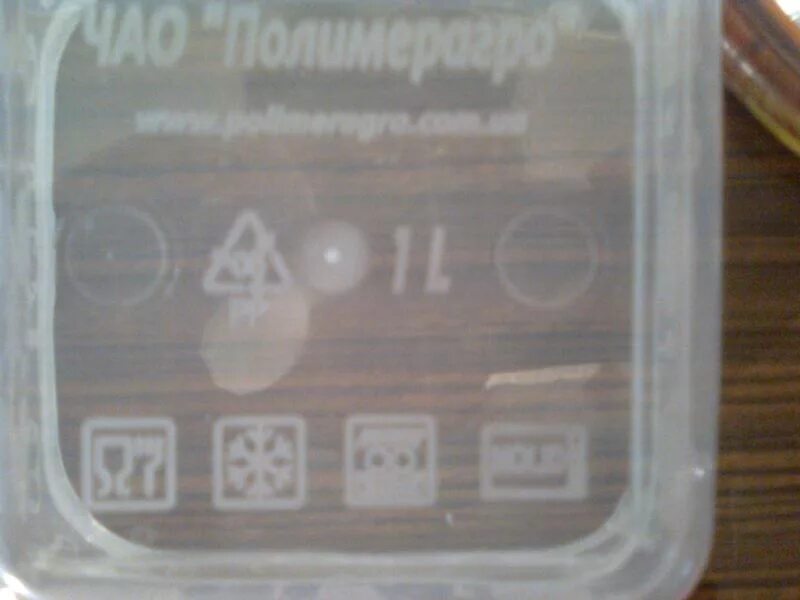 ЧАО "Полимерагро"
www.polimeragro.com.ua
1L
PP